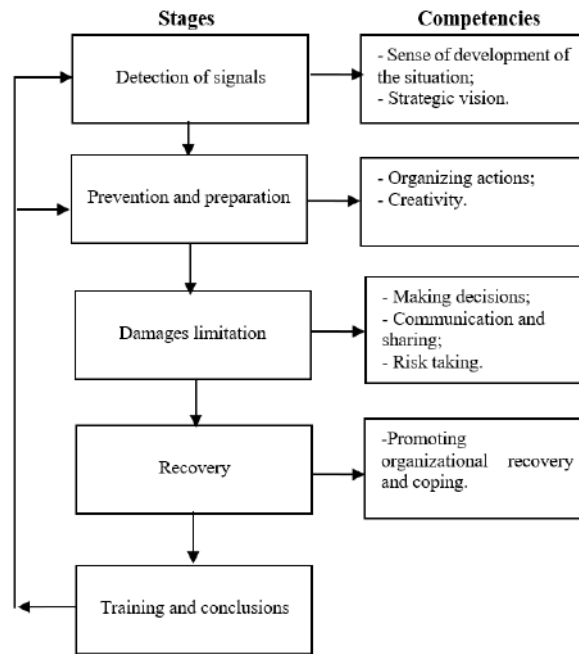 Stages
Competencies
Detection of signals
- Sense of development of
the situation;
- Strategic vision.
Prevention and preparation
- Organizing actions;
- Creativity.
Damages limitation
- Making decisions;
- Communication and
sharing;
- Risk taking.
Recovery
-Promoting
organizational recovery
and coping.
Training and conclusions